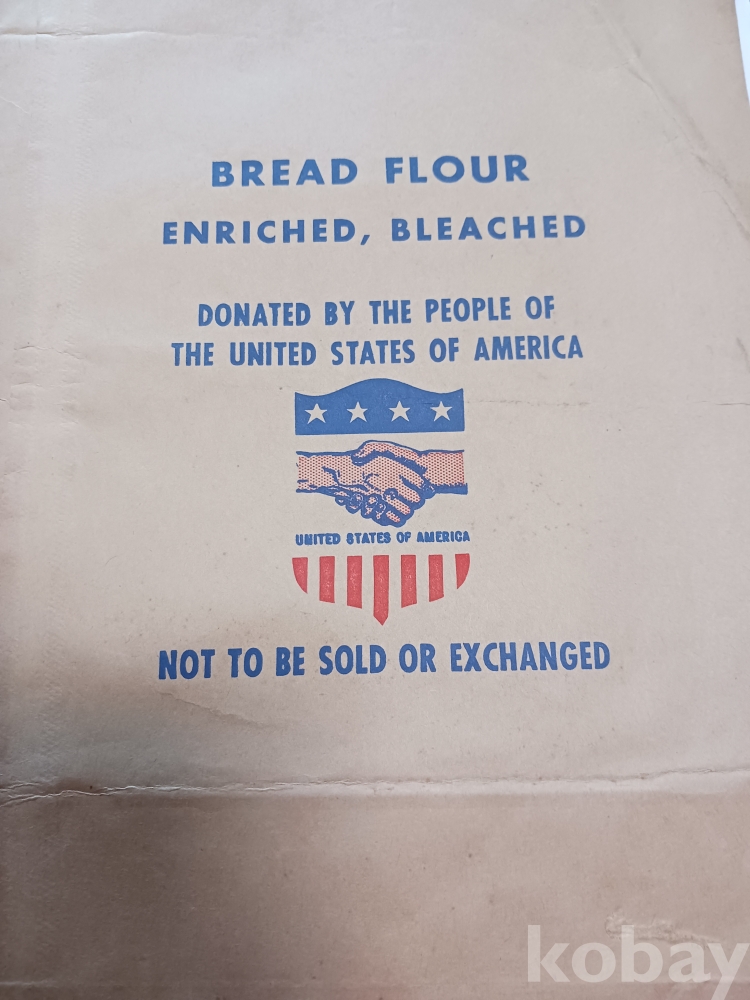 BREAD FLOUR
ENRICHED, BLEACHED
DONATED BY THE PEOPLE OF
THE UNITED STATES OF AMERICA
UNITED STATES OF AMERICA
NOT TO BE SOLD OR EXCHANGED
kobay